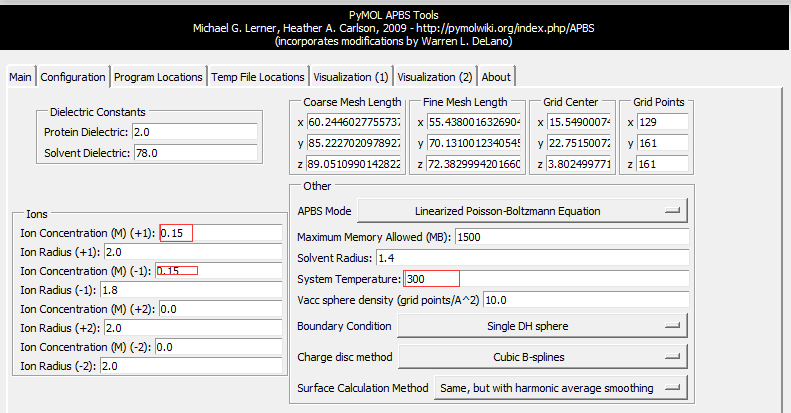 PyMOL APBS Tools
Michael G. Lerner, Heather A. Carlson, 2009 - http://pymolwiki.org/index.php/APBS
(incorporates modifications by Warren L. DeLano)
Main Configuration Program Locations Temp File Locations Visualization (1) Visualization (2) About
Dielectric Constants
Protein Dielectric: 2.0
Solvent Dielectric: 78.0
Coarse Mesh Length
x 60.2446027755737
y 85.2227020978927
z 89.0510990142822
Fine Mesh Length
x 55.4380016326904
y 70.1310012340545
z 72.3829994201660
Grid Center
x 15.54900074
y 22.75150072
z 3.802499771
Grid Points
x 129
y 161
z 161
Ions
Ion Concentration (M) (+1): 0.15
Ion Radius (+1): 2.0
Ion Concentration (M) (-1): 0.15
Ion Radius (-1): 1.8
Ion Concentration (M) (+2): 0.0
Ion Radius (+2): 2.0
Ion Concentration (M) (-2): 0.0
Ion Radius (-2): 2.0
Other
APBS Mode Linearized Poisson-Boltzmann Equation
Maximum Memory Allowed (MB): 1500
Solvent Radius: 1.4
System Temperature: 300
Vacc sphere density (grid points/A^2) 10.0
Boundary Condition Single DH sphere
Charge disc method Cubic B-splines
Surface Calculation Method Same, but with harmonic average smoothing